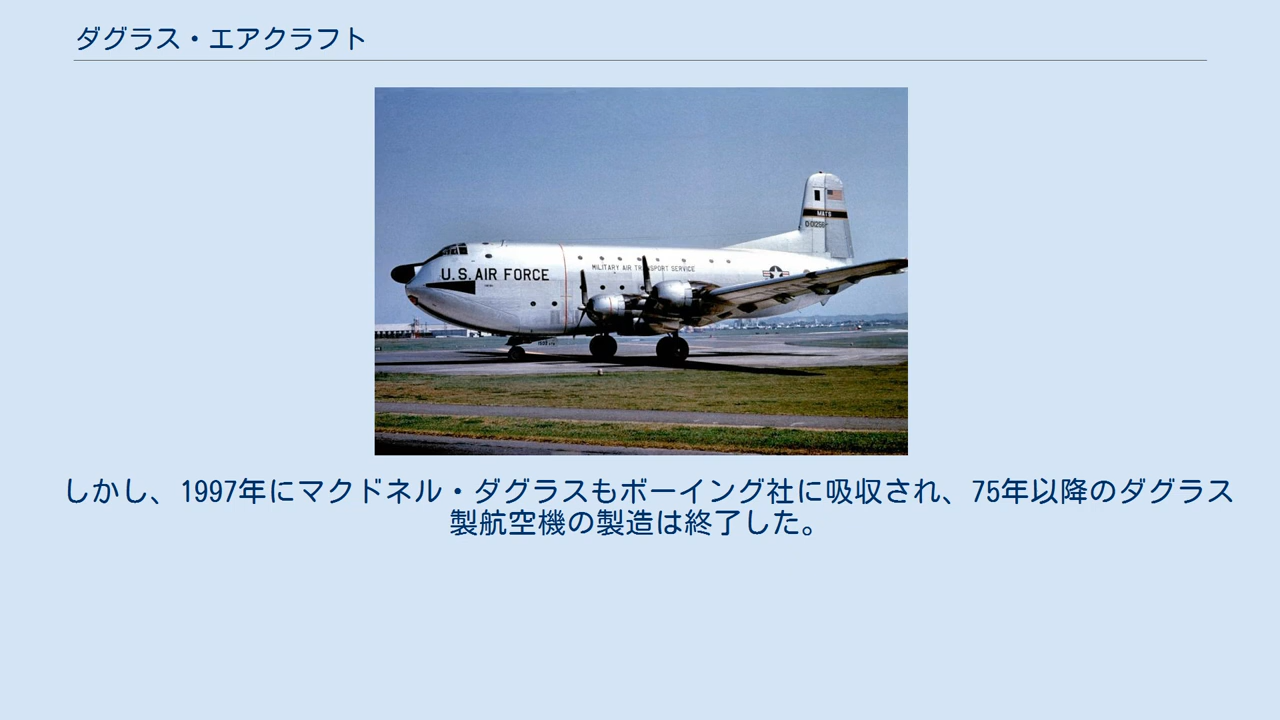 ダグラス・エアクラフト
MATS
U.S. AIR FORCE
MILITARY AIR TRANSPORT SERVICE
しかし、1997年にマクドネル・ダグラスもボーイング社に吸収され、75年以降のダグラス
製航空機の製造は終了した。